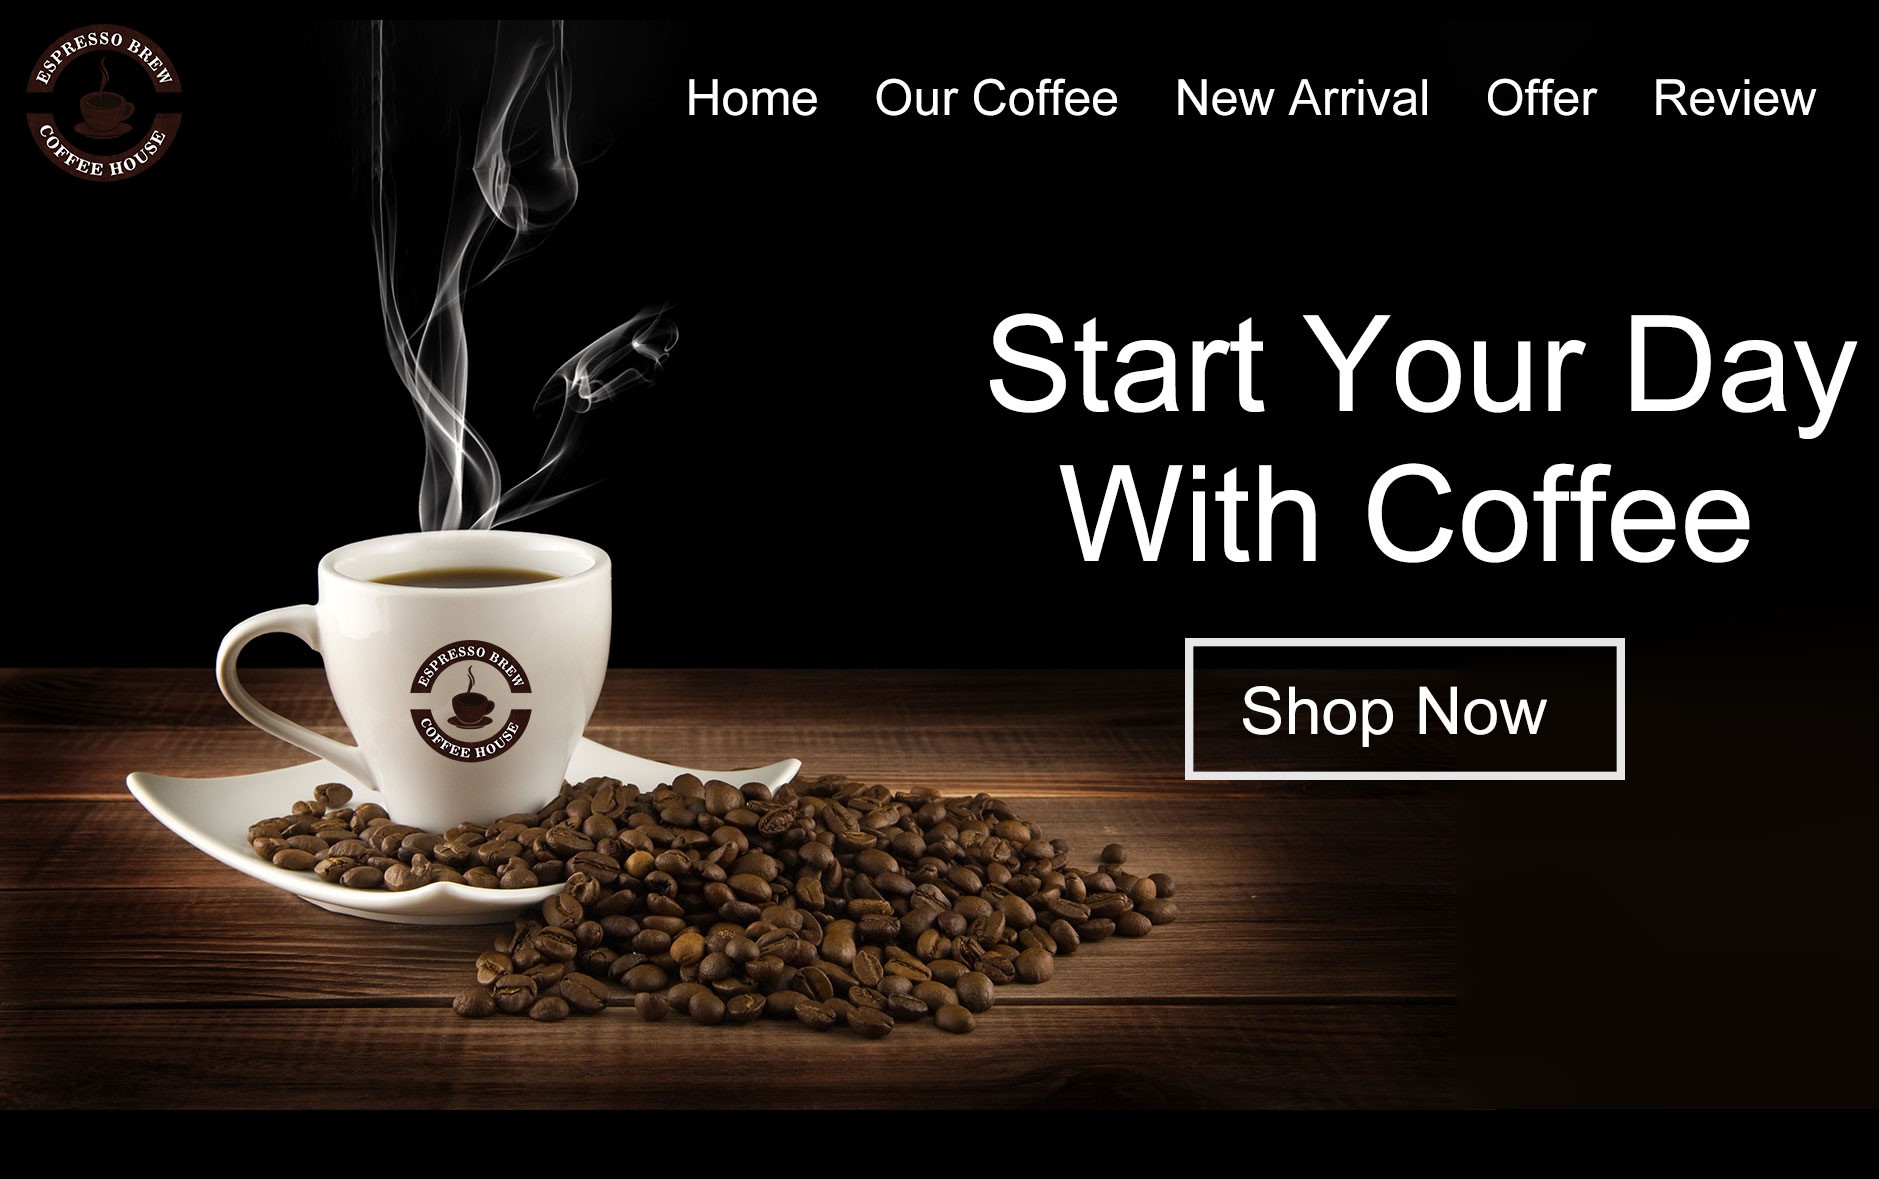 ESPRESSO BREW
COFFEE HOUSE
Home Our Coffee New Arrival Offer Review
Start Your Day
With Coffee
Shop Now
ESPRESSO BREW
COFFEE HOUSE